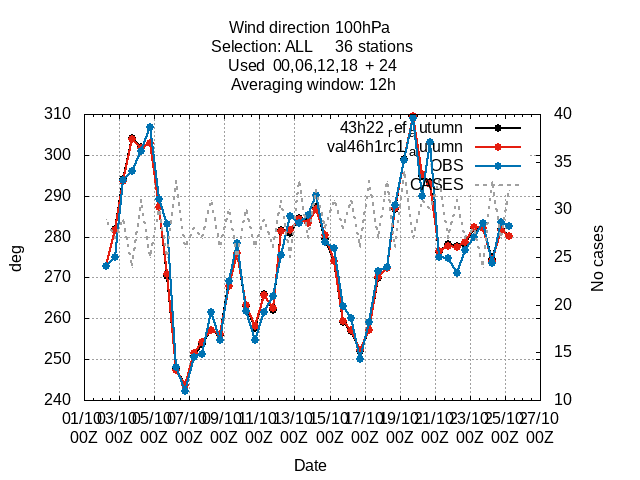 Wind direction 100hPa
Selection: ALL 36 stations
Used 00,06,12,18 + 24
Averaging window: 12h
43h22_ref_autumn
val46h1rc1_autumn
OBS
CASES
310
300
290
280
270
260
250
240
deg
40
35
30
25
20
15
10
No cases
01/10 03/10 05/10 07/10 09/10 11/10 13/10 15/10 17/10 19/10 21/10 23/10 25/10 27/10
00Z 00Z 00Z 00Z 00Z 00Z 00Z 00Z 00Z 00Z 00Z 00Z 00Z 00Z
Date